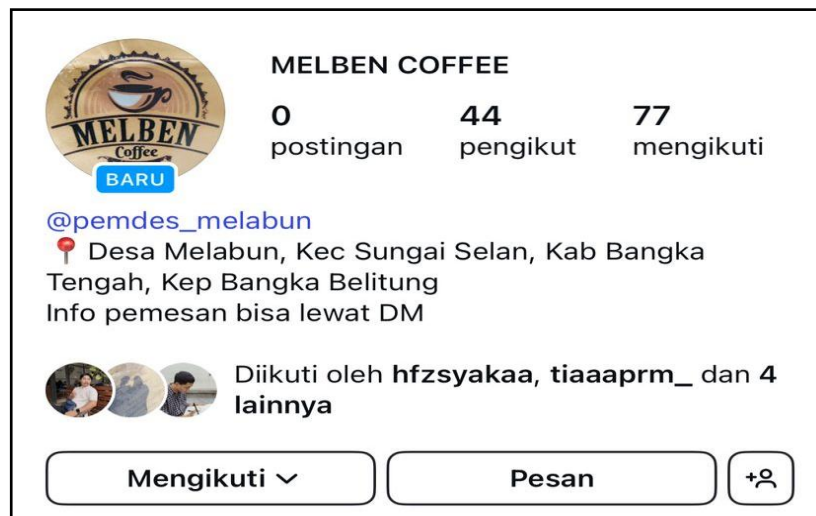 MELBEN COFFEE
0 44 77
postingan pengikut mengikuti
MELBEN
Coffee
BARU
@pemdes_melabun
📍 Desa Melabun, Kec Sungai Selan, Kab Bangka
Tengah, Kep Bangka Belitung
Info pemesan bisa lewat DM
Diikuti oleh hfzsyakaa, tiaaaprm_ dan 4
lainnya
Mengikuti
Pesan